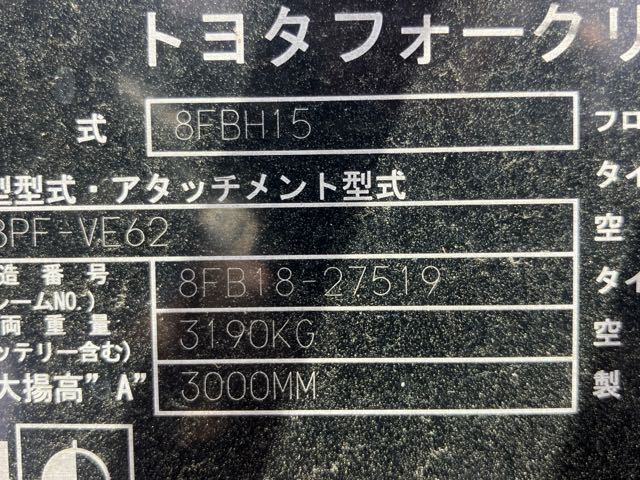 トヨタフォークリ
式 8FBH15 フロ
型型式・アタッチメント型式 タイ
8PF-VE62 空
造番号 8FB18-27519 タイ
レームNO.)
両重量 3190KG 空
ッテリー含む)
大揚高"A" 3000MM 製